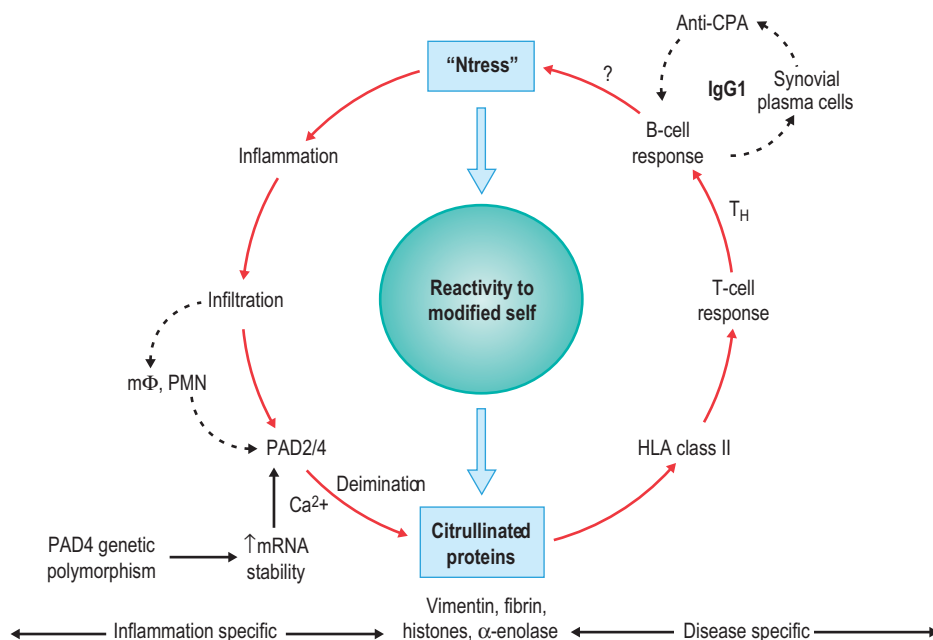 Anti-CPA
“Ntress”
?
IgG1
Synovial
plasma cells
B-cell
response
Inflammation
T_H
Infiltration
Reactivity to
modified self
T-cell
response
mΦ, PMN
PAD2/4
HLA class II
Deimination
Ca2+
Citrullinated
proteins
PAD4 genetic
polymorphism
↑mRNA
stability
Vimentin, fibrin,
histones, α-enolase
Inflammation specific
Disease specific